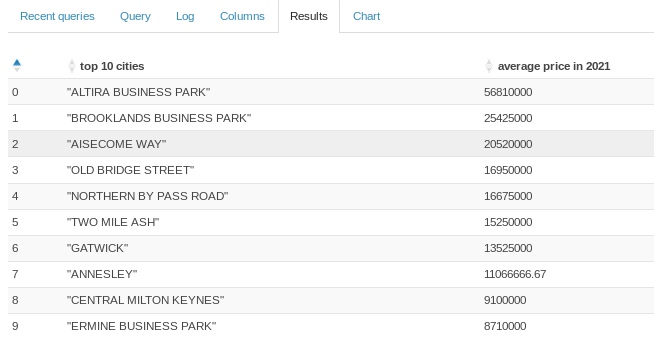 Recent queries Query Log Columns Results Chart
top 10 cities average price in 2021
0 "ALTIRA BUSINESS PARK" 56810000
1 "BROOKLANDS BUSINESS PARK" 25425000
2 "AISECOME WAY" 20520000
3 "OLD BRIDGE STREET" 16950000
4 "NORTHERN BY PASS ROAD" 16675000
5 "TWO MILE ASH" 15250000
6 "GATWICK" 13525000
7 "ANNESLEY" 11066666.67
8 "CENTRAL MILTON KEYNES" 9100000
9 "ERMINE BUSINESS PARK" 8710000